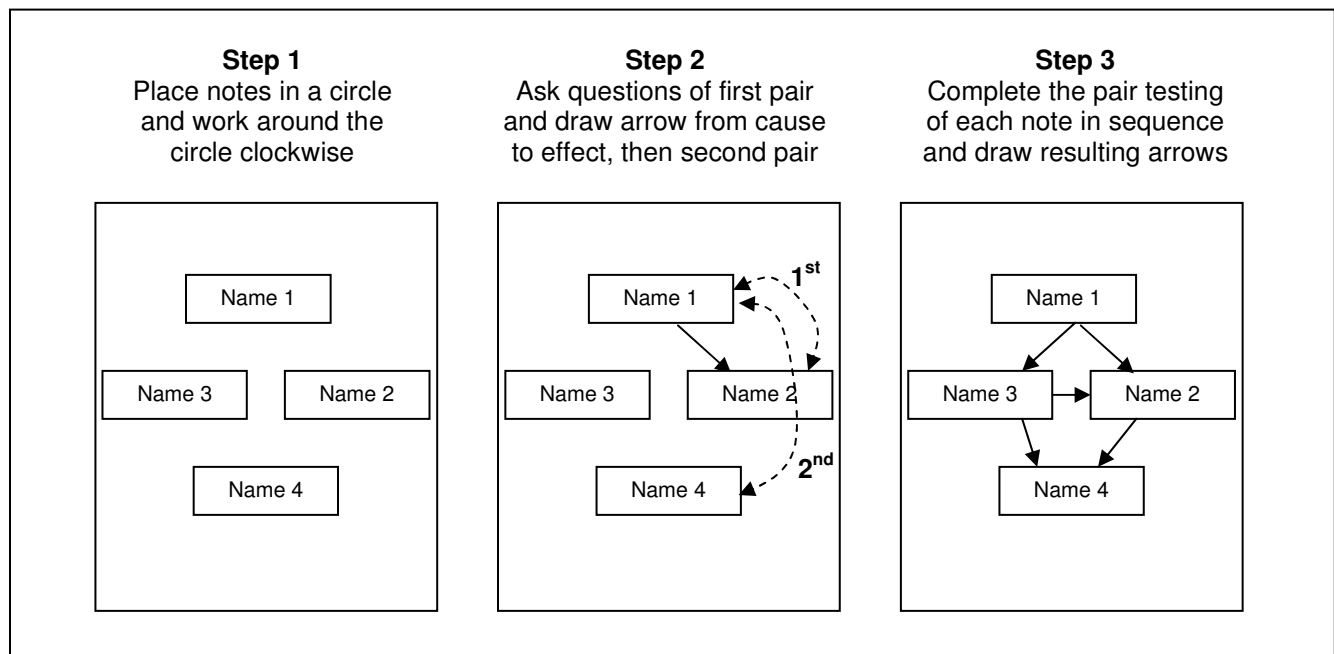 Step 1
Place notes in a circle
and work around the
circle clockwise
Name 1
Name 3
Name 2
Name 4
Step 2
Ask questions of first pair
and draw arrow from cause
to effect, then second pair
1st
Name 1
Name 3
Name 2
2nd
Name 4
Step 3
Complete the pair testing
of each note in sequence
and draw resulting arrows
Name 1
Name 3
Name 2
Name 4